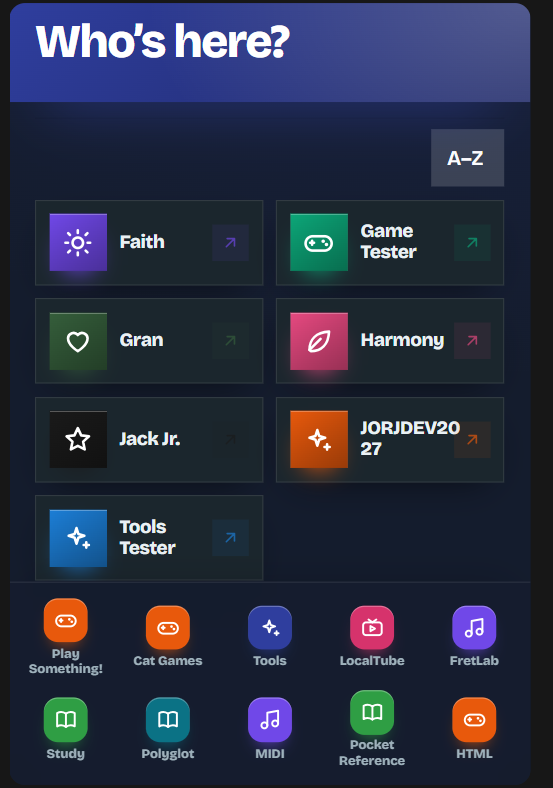 Who's here?
A–Z
Faith
Game
Tester
Gran
Harmony
Jack Jr.
JORJDEV20
27
Tools
Tester
Play
Something!
Cat Games
Tools
LocalTube
FretLab
Study
Polyglot
MIDI
Pocket
Reference
HTML